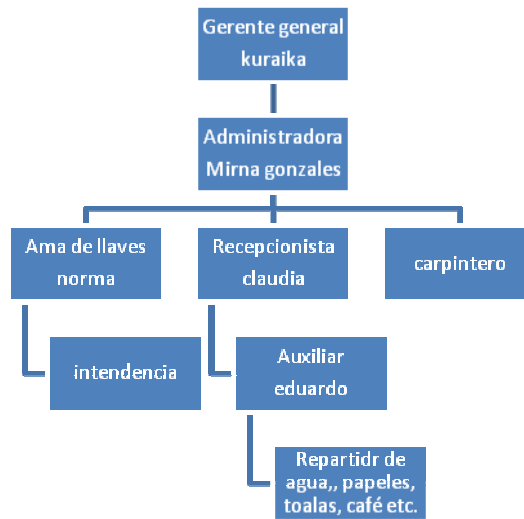 Gerente general
kuraika
Administradora
Mirna gonzales
Ama de llaves
norma
Recepcionista
claudia
carpintero
intendencia
Auxiliar
eduardo
Repartidr de
agua,, papeles,
toalas, café etc.